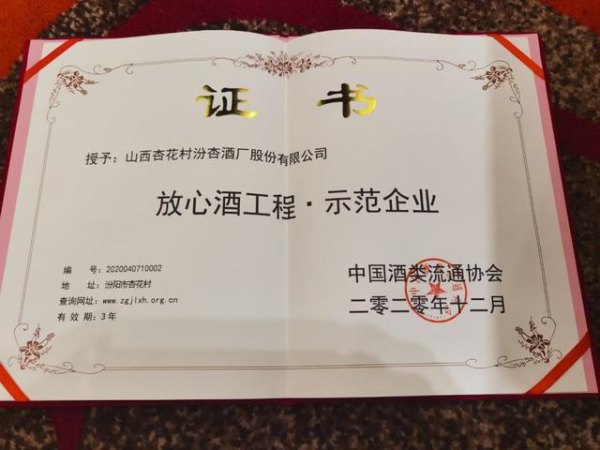 证书
授予：山西杏花村汾杏酒厂股份有限公司
放心酒工程·示范企业
编 号：2020040710002
地 址：汾阳市杏花村
查询网址：www.zgjlxh.org.cn
有 效 期：3年
中国酒类流通协会
二零二零年十二月